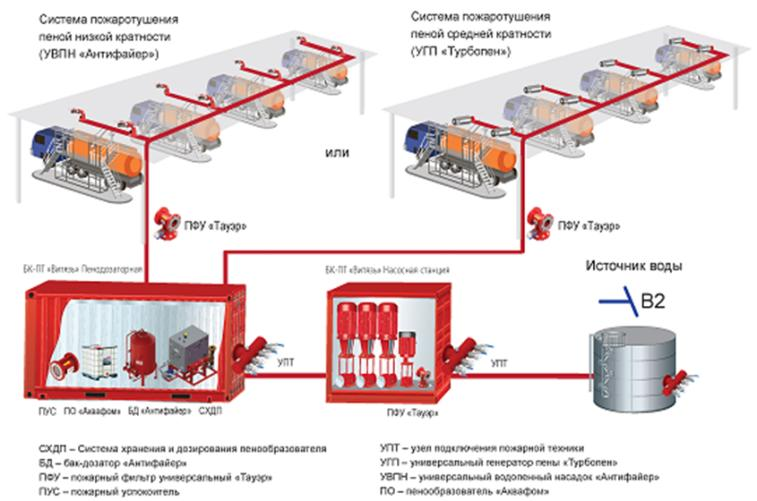 Система пожаротушения
пеной низкой кратности
(УВПН «Антифайер»)
Система пожаротушения
пеной средней кратности
(УГП «Турбопен»)
или
ПФУ «Тауэр»
ПФУ «Тауэр»
БК-ПТ «Витязь» Пенодозаторная
БК-ПТ «Витязь» Насосная станция
Источник воды
В2
УПТ
УПТ
ПУС ПО «Аквафом» БД «Антифайер» СХДП
ПФУ «Тауэр»
СХДП – Система хранения и дозирования пенообразователя
БД – бак-дозатор «Антифайер»
ПФУ – пожарный фильтр универсальный «Тауэр»
ПУС – пожарный успокоитель
УПТ – узел подключения пожарной техники
УГП – универсальный генератор пены «Турбопен»
УВПН – универсальный водопенный насадок «Антифайер»
ПО – пенообразователь «Аквафом»